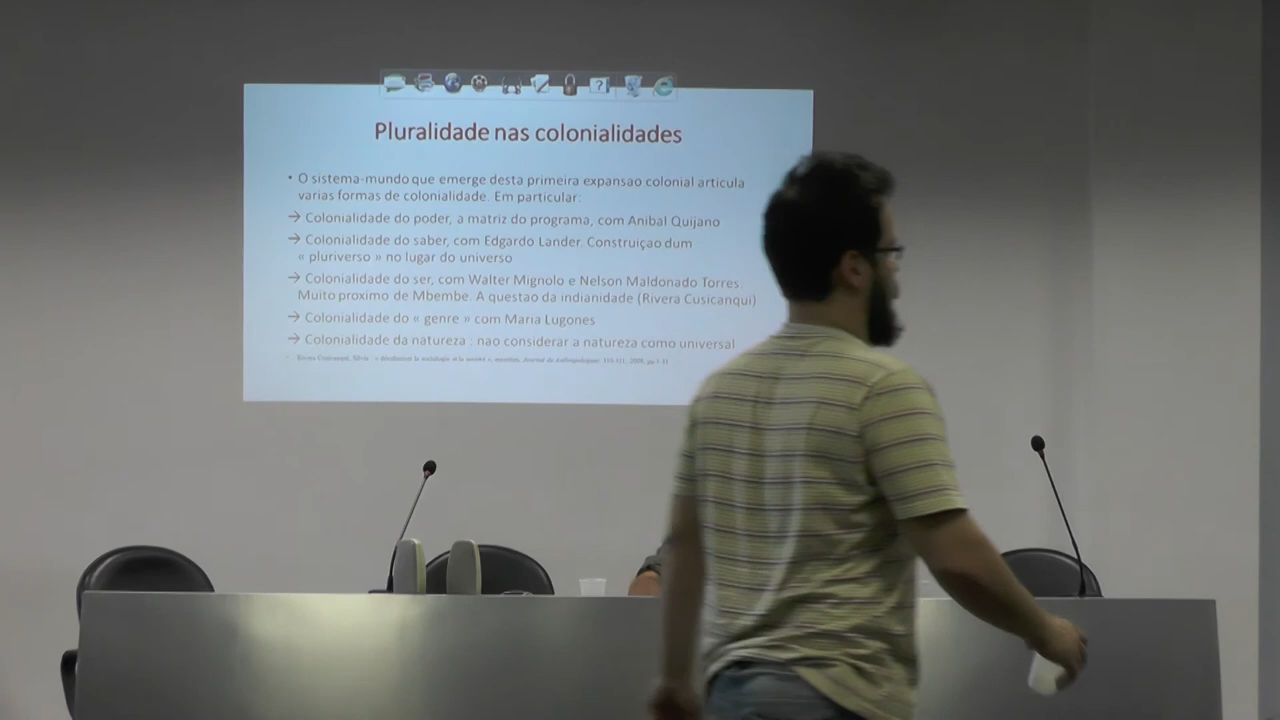 Pluralidade nas colonialidades
• O sistema-mundo que emerge desta primeira expansao colonial articula
varias formas de colonialidade. Em particular:
→ Colonialidade do poder, a matriz do programa, com Anibal Quijano
→ Colonialidade do saber, com Edgardo Lander. Construiçao dum
« pluriverso » no lugar do universo
→ Colonialidade do ser, com Walter Mignolo e Nelson Maldonado Torres.
Muito proximo de Mbembe. A questao da indianidade (Rivera Cusicanqui)
→ Colonialidade do « genre » com Maria Lugones
→ Colonialidade da natureza : nao considerar a natureza como universal
Rivera Cusicanqui, Silvia